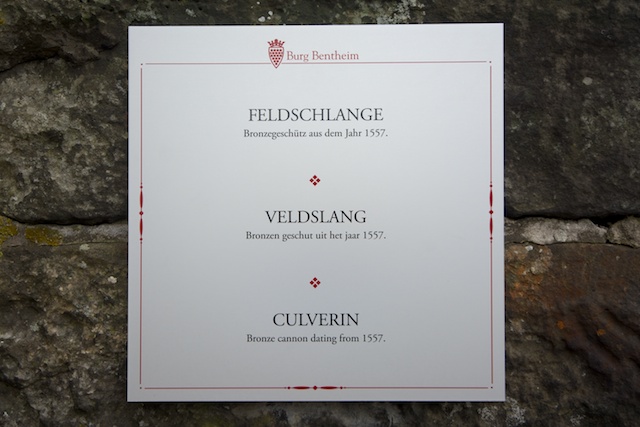 Burg Bentheim
FELDSCHLANGE
Bronzegeschütz aus dem Jahr 1557.
VELDSLANG
Bronzen geschut uit het jaar 1557.
CULVERIN
Bronze cannon dating from 1557.